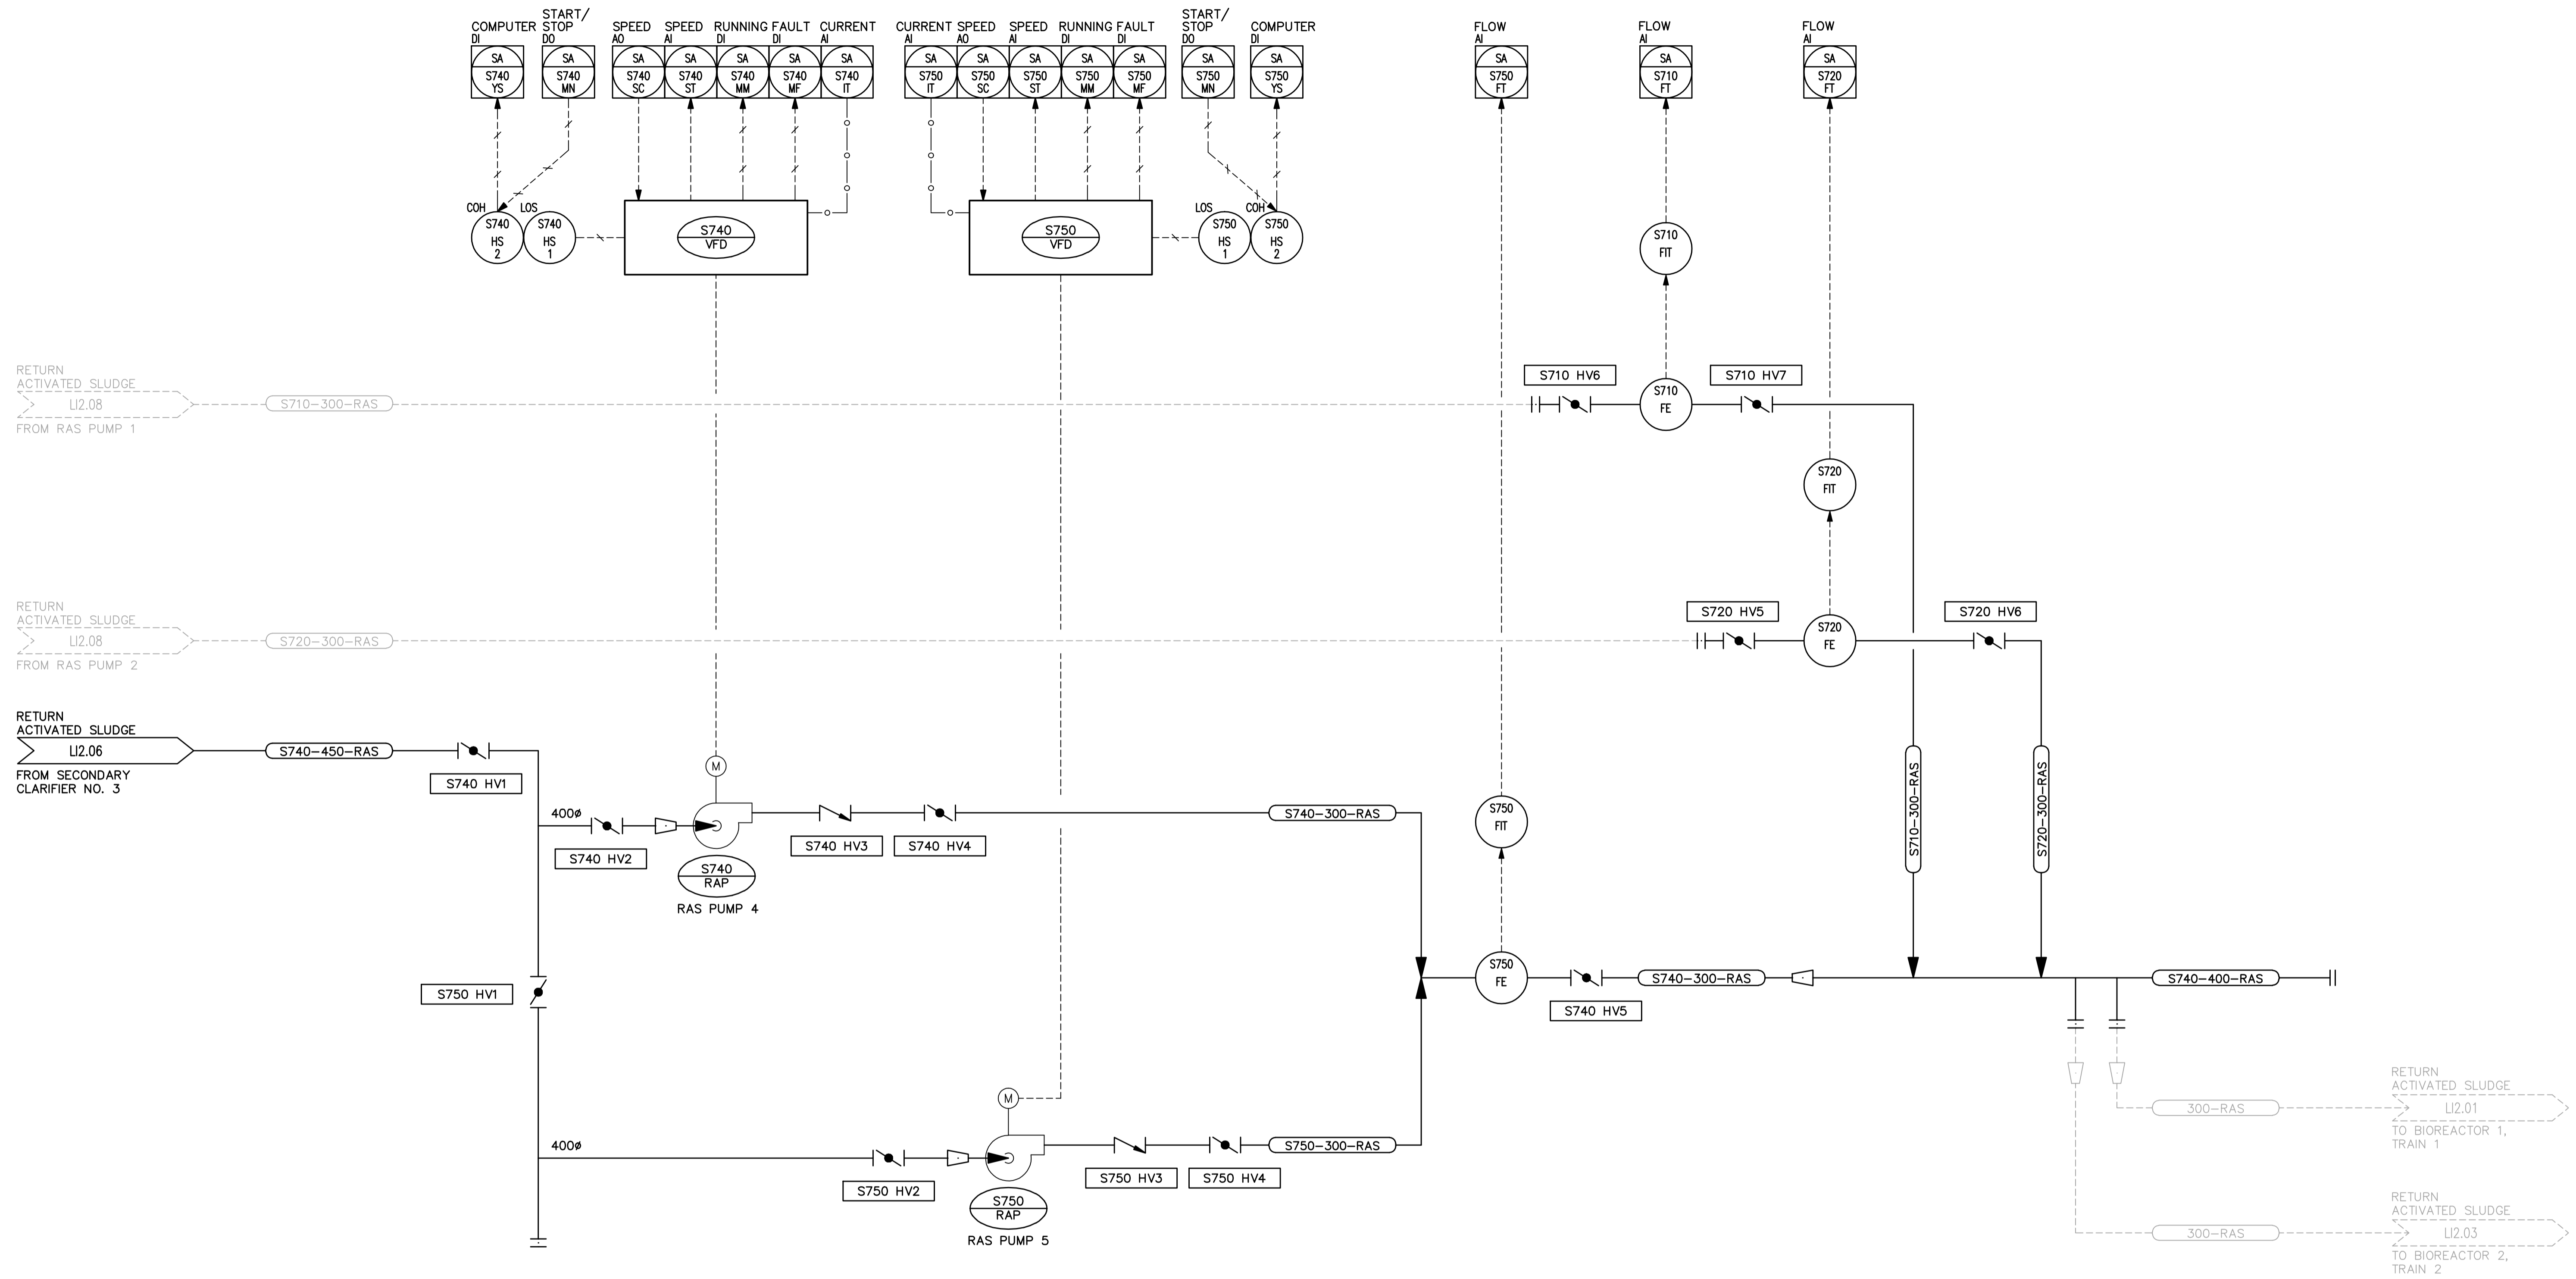 COMPUTER
DI
START/
STOP
DO
SPEED
AO
SPEED
AI
RUNNING
DI
FAULT
DI
CURRENT
AI
CURRENT
AI
SPEED
AO
SPEED
AI
RUNNING
DI
FAULT
DI
START/
STOP
DO
COMPUTER
DI
FLOW
AI
FLOW
AI
FLOW
AI
SA
S740
YS
SA
S740
MN
SA
S740
SC
SA
S740
ST
SA
S740
MM
SA
S740
MF
SA
S740
IT
SA
S750
IT
SA
S750
SC
SA
S750
ST
SA
S750
MM
SA
S750
MF
SA
S750
MN
SA
S750
YS
SA
S750
FT
SA
S710
FT
SA
S720
FT
COH
S740
HS
2
LOS
S740
HS
1
S740
VFD
S750
VFD
LOS
S750
HS
1
COH
S750
HS
2
S710
FIT
RETURN
ACTIVATED SLUDGE
LI2.08
FROM RAS PUMP 1
S710-300-RAS
S710 HV6
S710
FE
S710 HV7
S720
FIT
RETURN
ACTIVATED SLUDGE
LI2.08
FROM RAS PUMP 2
S720-300-RAS
S720 HV5
S720
FE
S720 HV6
RETURN
ACTIVATED SLUDGE
LI2.06
FROM SECONDARY
CLARIFIER NO. 3
S740-450-RAS
S740 HV1
400ø
S740 HV2
M
S740
RAP
RAS PUMP 4
S740 HV3
S740 HV4
S740-300-RAS
S750
FIT
S710-300-RAS
S720-300-RAS
S750 HV1
S750
FE
S740 HV5
S740-300-RAS
S740-400-RAS
400ø
S750 HV2
M
S750
RAP
RAS PUMP 5
S750 HV3
S750 HV4
S750-300-RAS
300-RAS
RETURN
ACTIVATED SLUDGE
LI2.01
TO BIOREACTOR 1,
TRAIN 1
300-RAS
RETURN
ACTIVATED SLUDGE
LI2.03
TO BIOREACTOR 2,
TRAIN 2